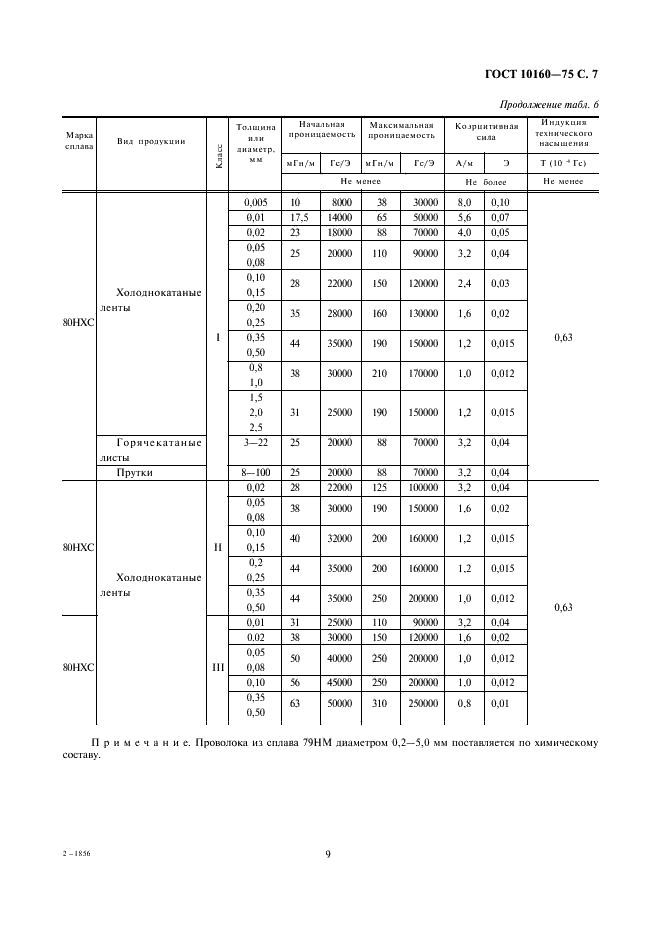 ГОСТ 10160—75 С. 7
Продолжение табл. 6
Марка сплава | Вид продукции | Класс | Толщина или диаметр, мм | Начальная проницаемость | Максимальная проницаемость | Коэрцитивная сила | Индукция технического насыщения
мГн/м | Гс/Э | мГн/м | Гс/Э | А/м | Э | Т (10⁻⁴ Гс)
Не менее | Не более | Не менее
80НХС | Холоднокатаные ленты | I | 0,63
0,005 | 10 | 8000 | 38 | 30000 | 8,0 | 0,10
0,01 | 17,5 | 14000 | 65 | 50000 | 5,6 | 0,07
0,02 | 23 | 18000 | 88 | 70000 | 4,0 | 0,05
0,05 0,08 | 25 | 20000 | 110 | 90000 | 3,2 | 0,04
0,10 0,15 | 28 | 22000 | 150 | 120000 | 2,4 | 0,03
0,20 0,25 | 35 | 28000 | 160 | 130000 | 1,6 | 0,02
0,35 0,50 | 44 | 35000 | 190 | 150000 | 1,2 | 0,015
0,8 1,0 | 38 | 30000 | 210 | 170000 | 1,0 | 0,012
1,5 2,0 2,5 | 31 | 25000 | 190 | 150000 | 1,2 | 0,015
Горячекатаные листы | 3—22 | 25 | 20000 | 88 | 70000 | 3,2 | 0,04
Прутки | 8—100 | 25 | 20000 | 88 | 70000 | 3,2 | 0,04
80НХС | Холоднокатаные ленты | II | 0,63
0,02 | 28 | 22000 | 125 | 100000 | 3,2 | 0,04
0,05 0,08 | 38 | 30000 | 190 | 150000 | 1,6 | 0,02
0,10 0,15 | 40 | 32000 | 200 | 160000 | 1,2 | 0,015
0,2 0,25 | 44 | 35000 | 200 | 160000 | 1,2 | 0,015
0,35 0,50 | 44 | 35000 | 250 | 200000 | 1,0 | 0,012
80НХС | III
0,01 | 31 | 25000 | 110 | 90000 | 3,2 | 0,04
0.02 | 38 | 30000 | 150 | 120000 | 1,6 | 0,02
0,05 0,08 | 50 | 40000 | 250 | 200000 | 1,0 | 0,012
0,10 | 56 | 45000 | 250 | 200000 | 1,0 | 0,012
0,35 0,50 | 63 | 50000 | 310 | 250000 | 0,8 | 0,01
Примечание. Проволока из сплава 79НМ диаметром 0,2—5,0 мм поставляется по химическому
составу.
2–1856
9